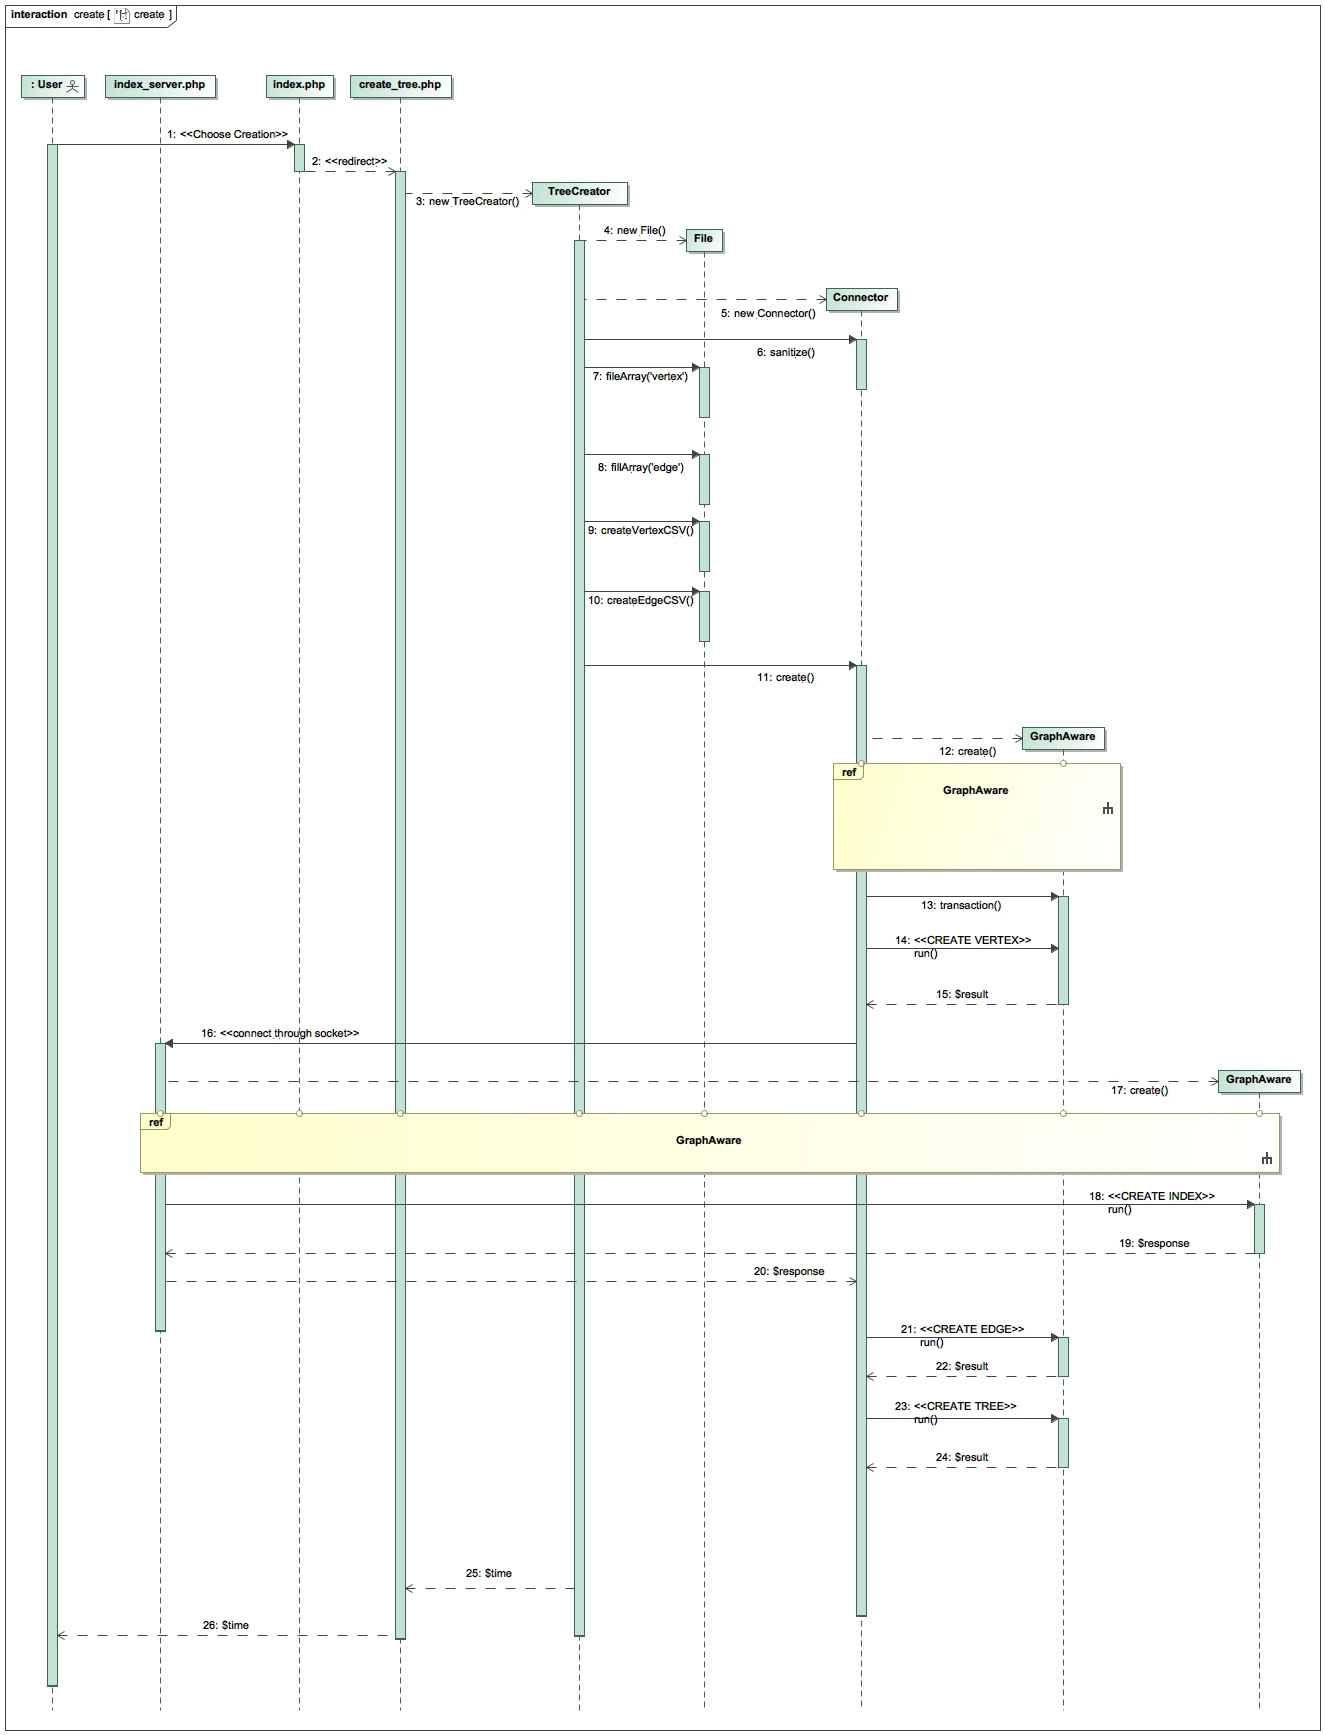 interaction create [ create ]
: User
index_server.php
index.php
create_tree.php
1: <<Choose Creation>>
2: <<redirect>>
TreeCreator
3: new TreeCreator()
4: new File()
File
Connector
5: new Connector()
6: sanitize()
7: fileArray('vertex')
8: fillArray('edge')
9: createVertexCSV()
10: createEdgeCSV()
11: create()
GraphAware
12: create()
ref
GraphAware
13: transaction()
14: <<CREATE VERTEX>>
run()
15: $result
16: <<connect through socket>>
GraphAware
17: create()
ref
GraphAware
18: <<CREATE INDEX>>
run()
19: $response
20: $response
21: <<CREATE EDGE>>
run()
22: $result
23: <<CREATE TREE>>
run()
24: $result
25: $time
26: $time